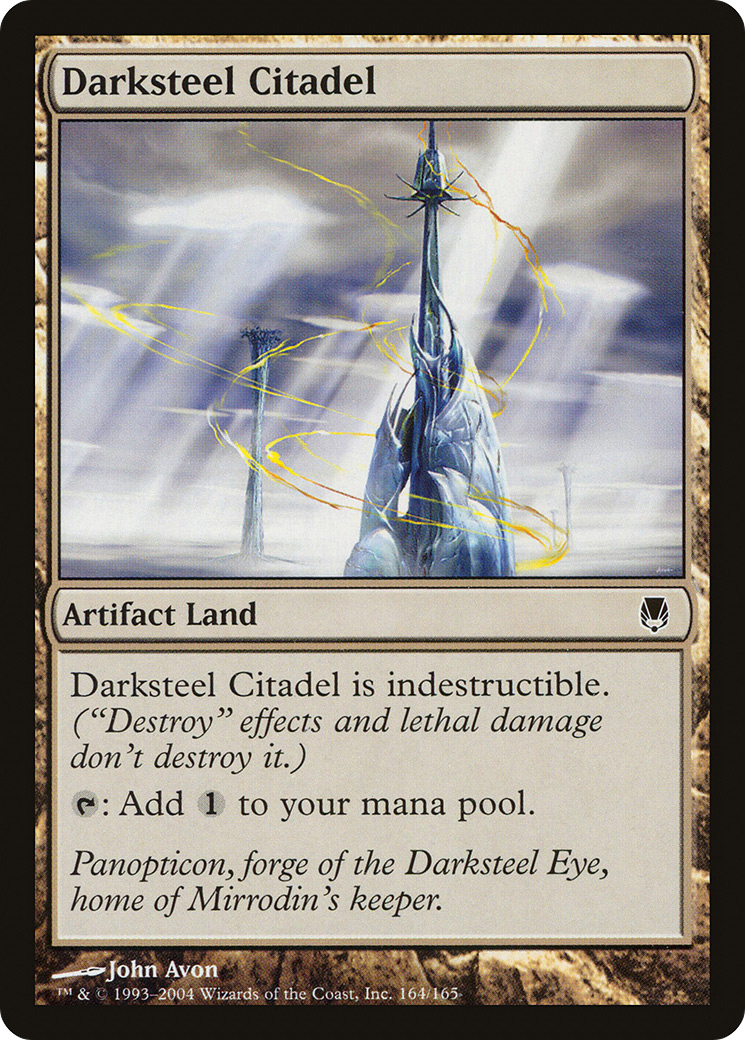 Darksteel Citadel
Artifact Land
Darksteel Citadel is indestructible.
(“Destroy” effects and lethal damage
don’t destroy it.)
: Add 1 to your mana pool.
Panopticon, forge of the Darksteel Eye,
home of Mirrodin’s keeper.
John Avon
™ & © 1993–2004 Wizards of the Coast, Inc. 164/165